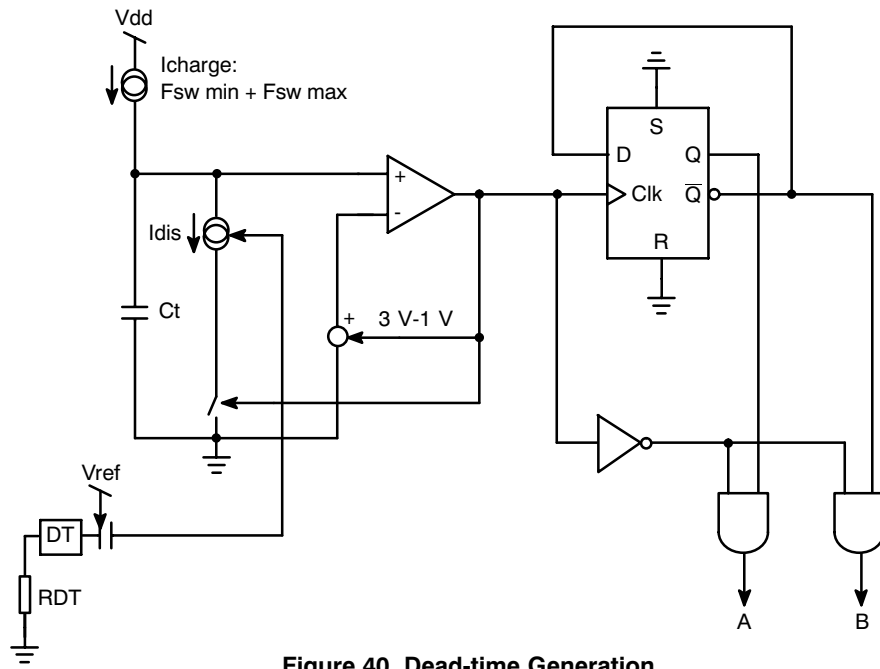 Vdd
Icharge:
Fsw min + Fsw max
S
D
Q
+
Clk
Q̅
-
Idis
R
Ct
+
3 V-1 V
Vref
DT
RDT
A
B
Figure 40. Dead-time Generation